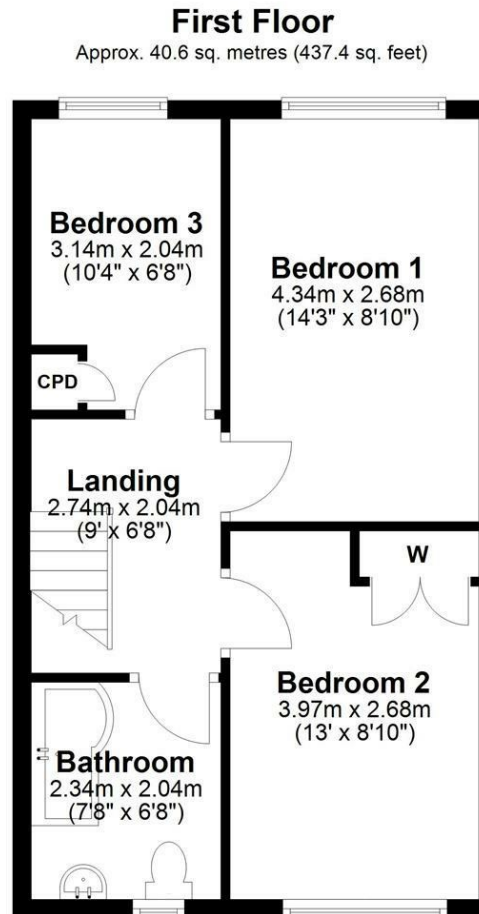 First Floor
Approx. 40.6 sq. metres (437.4 sq. feet)
Bedroom 3
3.14m x 2.04m
(10'4" x 6'8")
Bedroom 1
4.34m x 2.68m
(14'3" x 8'10")
CPD
Landing
2.74m x 2.04m
(9' x 6'8")
W
Bedroom 2
3.97m x 2.68m
(13' x 8'10")
Bathroom
2.34m x 2.04m
(7'8" x 6'8")